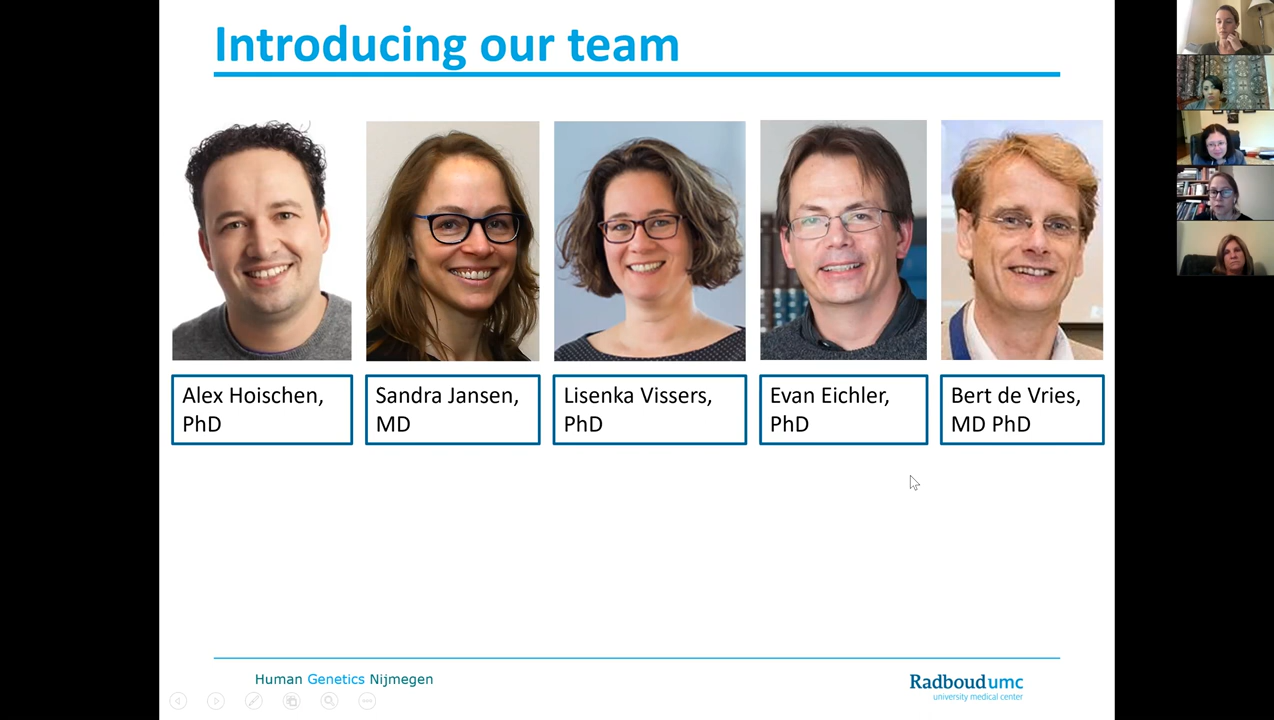 Introducing our team
Alex Hoischen,
PhD
Sandra Jansen,
MD
Lisenka Vissers,
PhD
Evan Eichler,
PhD
Bert de Vries,
MD PhD
Human Genetics Nijmegen
Radboudumc
university medical center